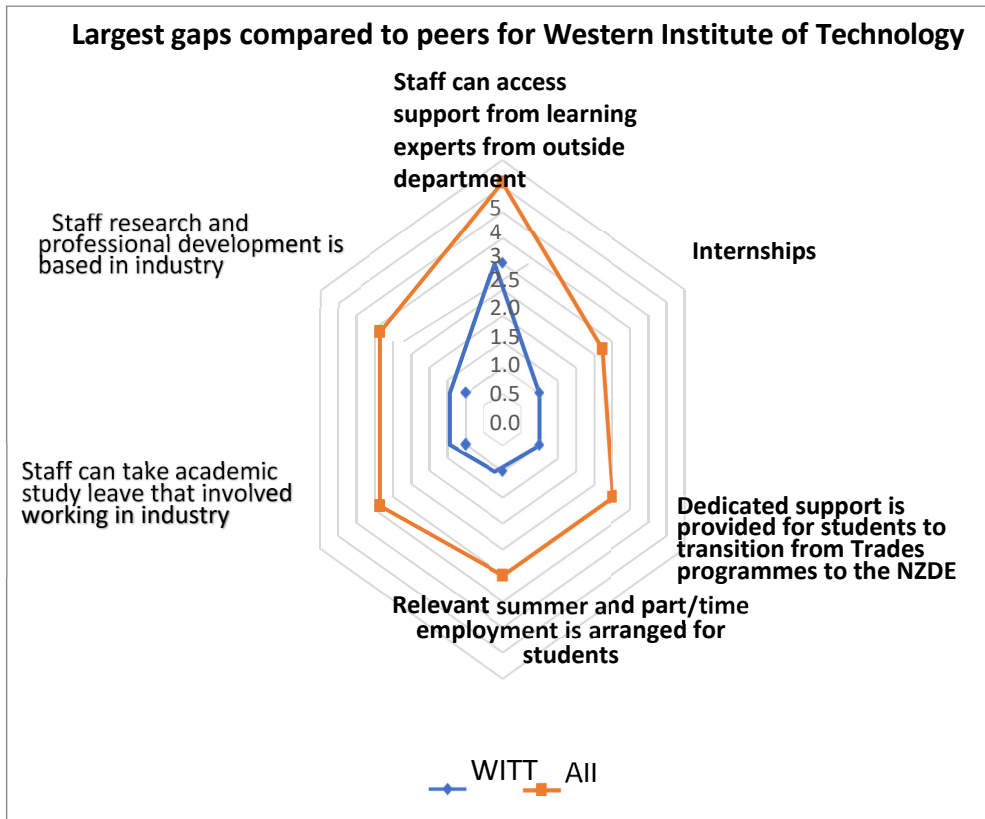 Largest gaps compared to peers for Western Institute of Technology
Staff can access
support from learning
experts from outside
department
Staff research and
professional development is
based in industry
Internships
5
4
3
2.5
2.0
1.5
1.0
0.5
0.0
Staff can take academic
study leave that involved
working in industry
Dedicated support is
provided for students to
transition from Trades
programmes to the NZDE
Relevant summer and part/time
employment is arranged for
students
WITT All